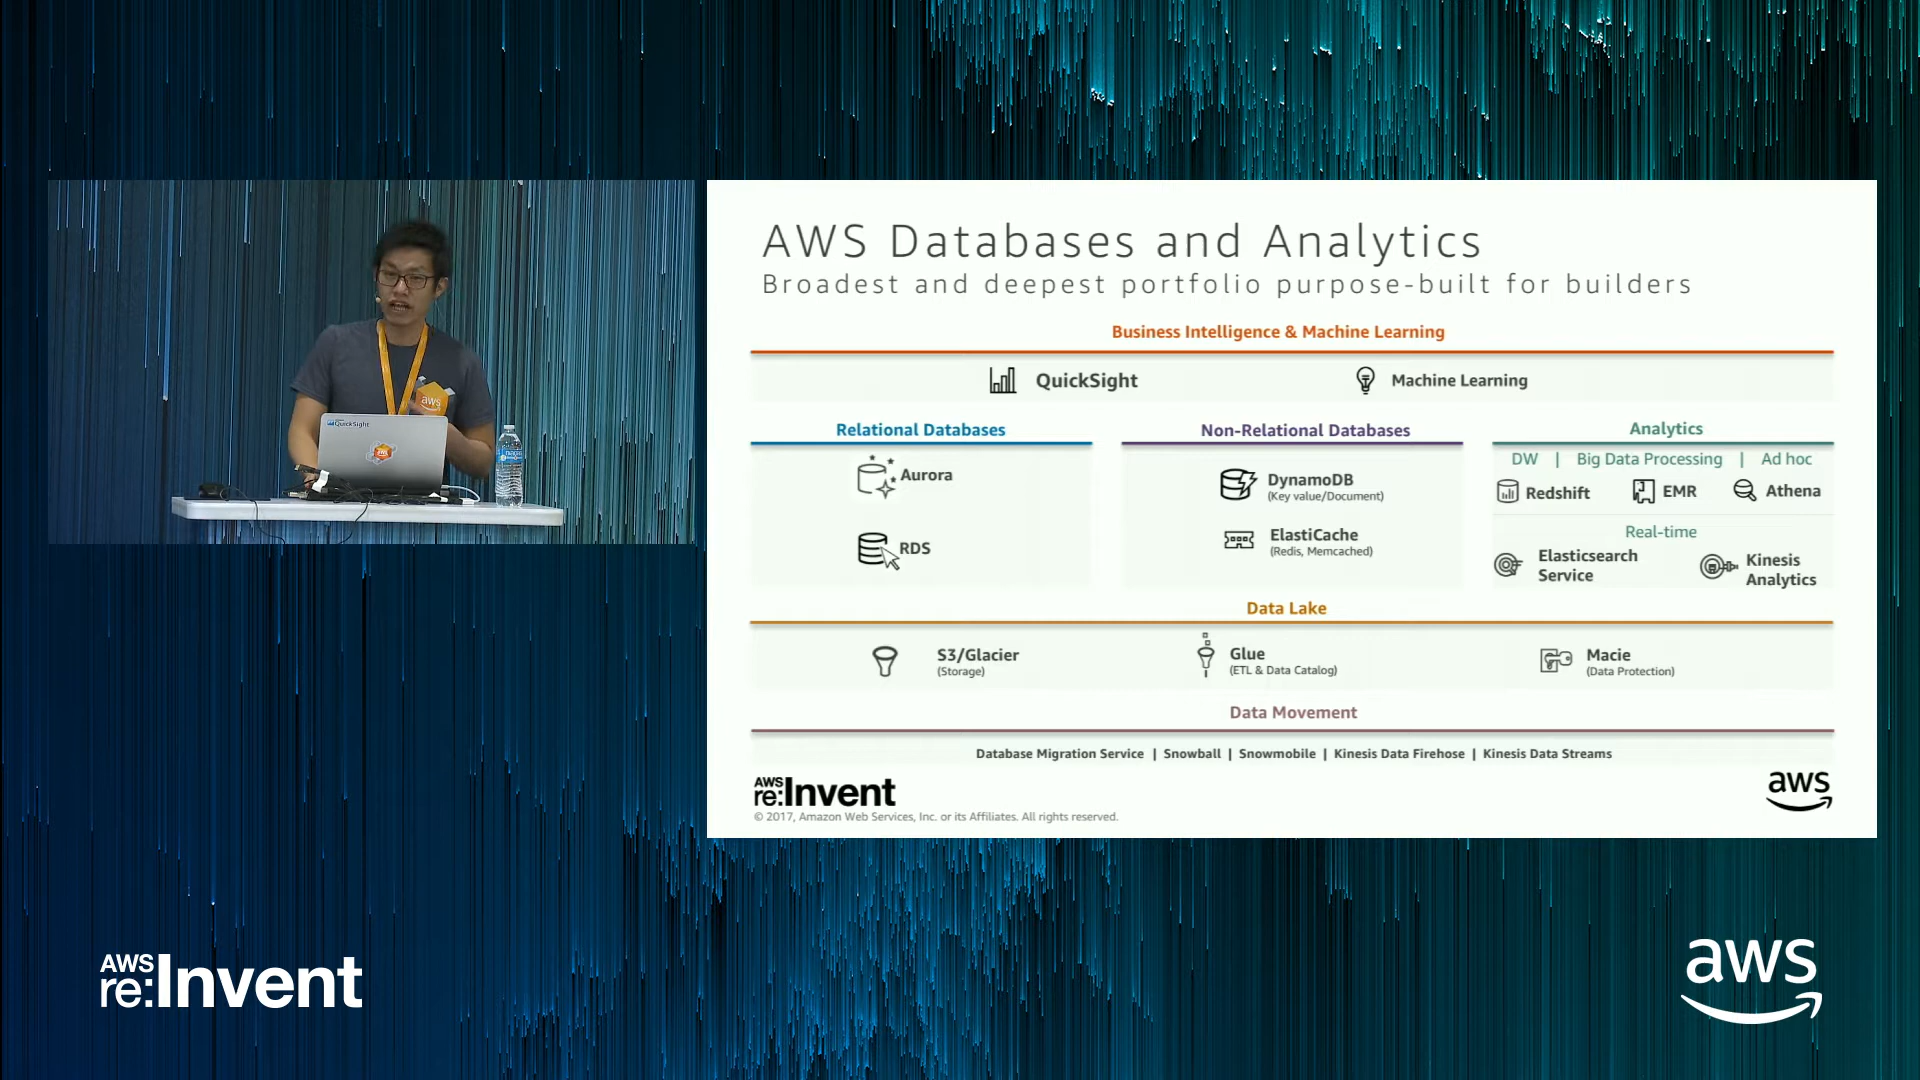 AWS Databases and Analytics
Broadest and deepest portfolio purpose-built for builders
Business Intelligence & Machine Learning
QuickSight
Machine Learning
Relational Databases
Aurora
RDS
Non-Relational Databases
DynamoDB
(Key value/Document)
ElastiCache
(Redis, Memcached)
Analytics
DW | Big Data Processing | Ad hoc
Redshift
EMR
Athena
Real-time
Elasticsearch
Service
Kinesis
Analytics
Data Lake
S3/Glacier
(Storage)
Glue
(ETL & Data Catalog)
Macie
(Data Protection)
Data Movement
Database Migration Service | Snowball | Snowmobile | Kinesis Data Firehose | Kinesis Data Streams
AWS
re:Invent
© 2017, Amazon Web Services, Inc. or its Affiliates. All rights reserved.
aws
aws
QuickSight
AWS
re:Invent
aws